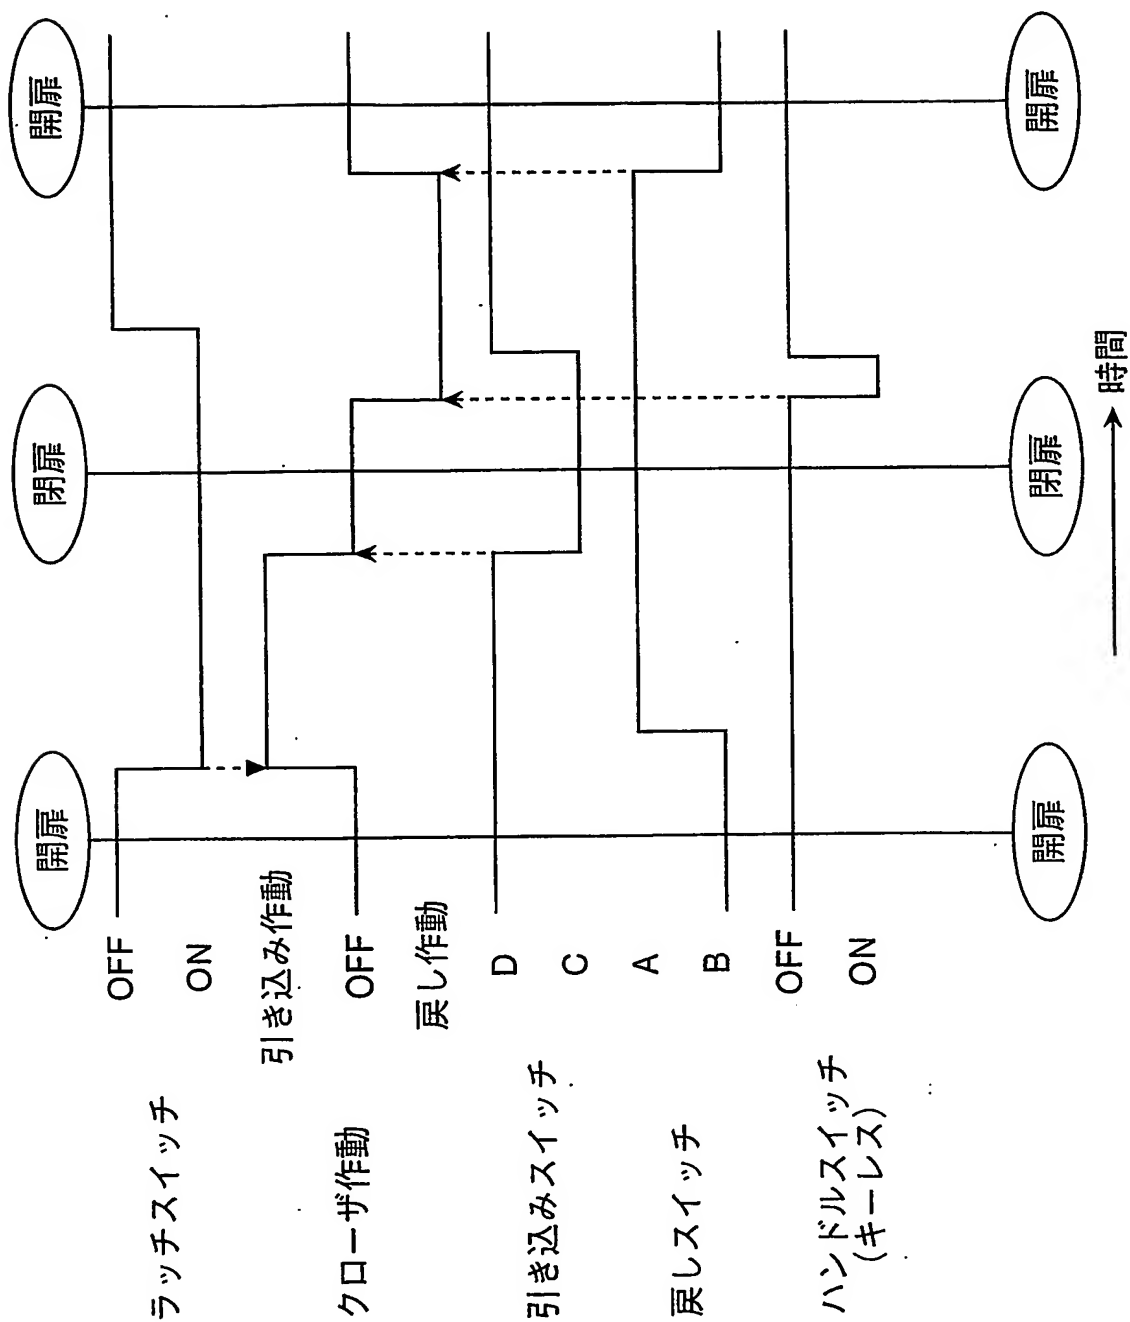 開扉
閉扉
開扉
ラッチスイッチ
OFF
ON
クローザ作動
引き込み作動
OFF
戻し作動
引き込みスイッチ
D
C
戻しスイッチ
A
B
ハンドルスイッチ
(キーレス)
OFF
ON
開扉
閉扉
開扉
時間